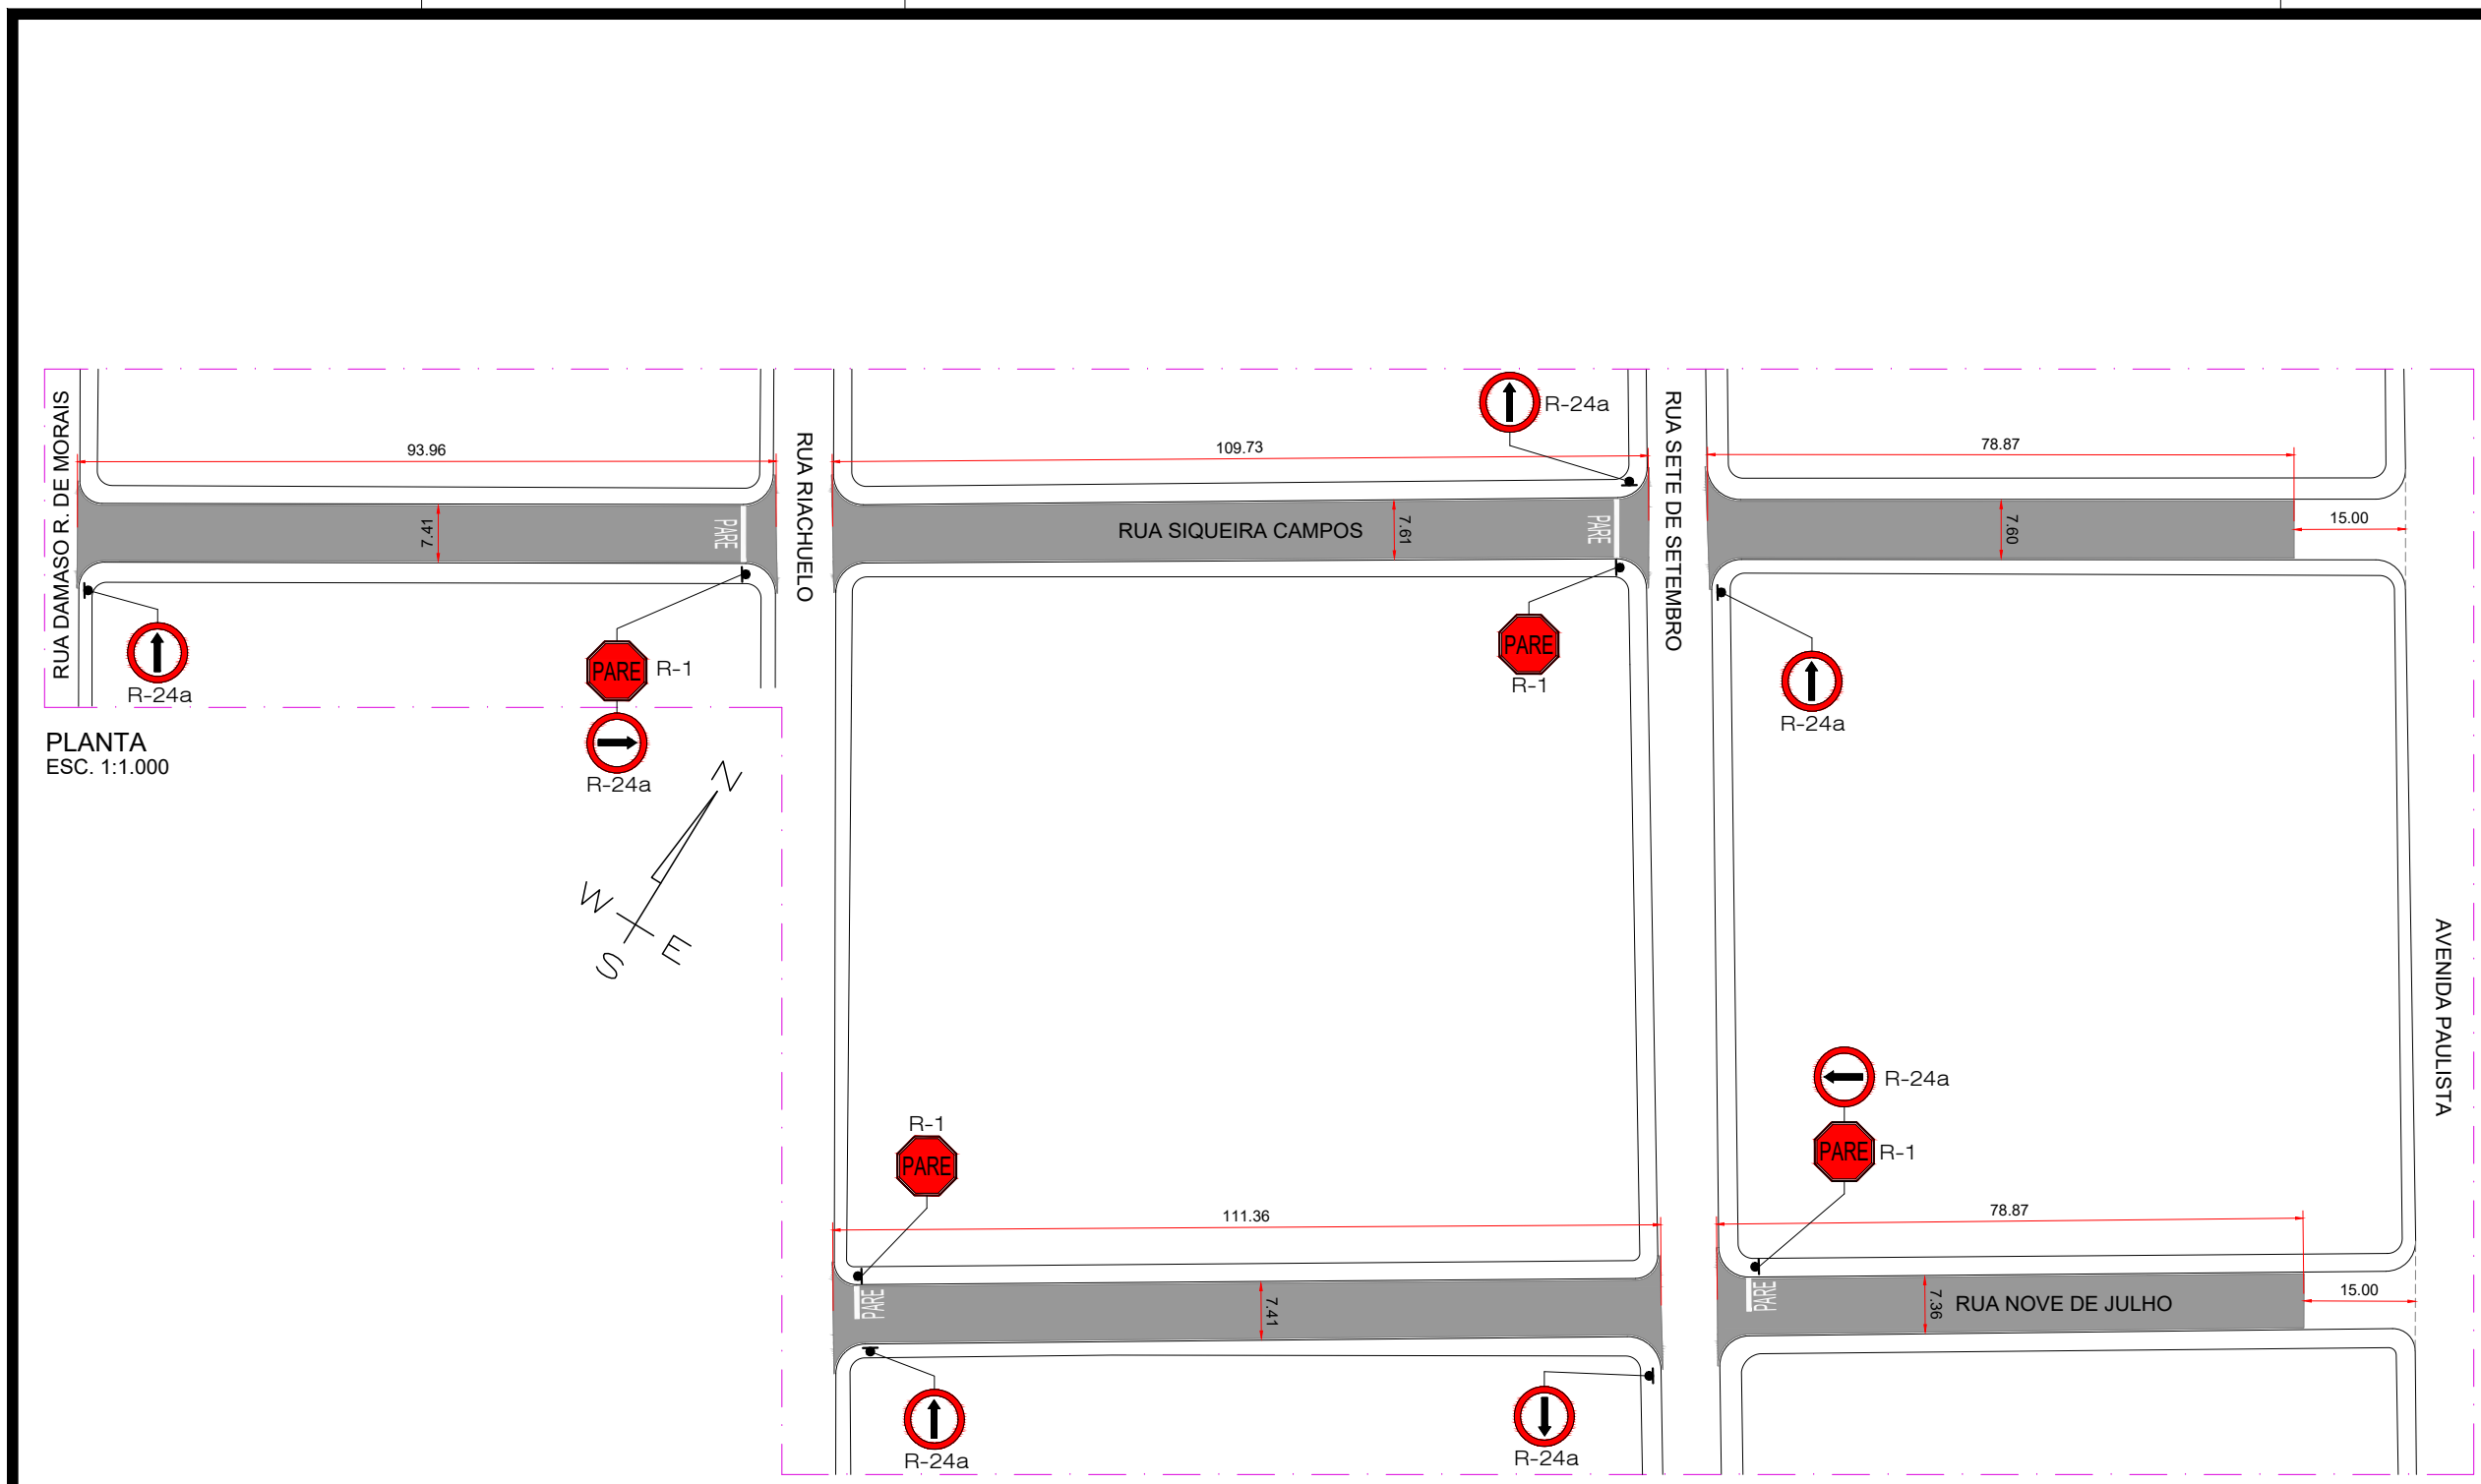 RUA DAMASO R. DE MORAIS
93.96
7.41
PARE
RUA RIACHUELO
109.73
R-24a
RUA SIQUEIRA CAMPOS
7.61
PARE
RUA SETE DE SETEMBRO
78.87
7.60
15.00
R-24a
PARE
R-1
R-24a
PARE
R-1
R-24a
PLANTA
ESC. 1:1.000
N
W
E
S
AVENIDA PAULISTA
R-1
PARE
R-24a
PARE
R-1
111.36
78.87
PARE
7.41
PARE
7.36
RUA NOVE DE JULHO
15.00
R-24a
R-24a